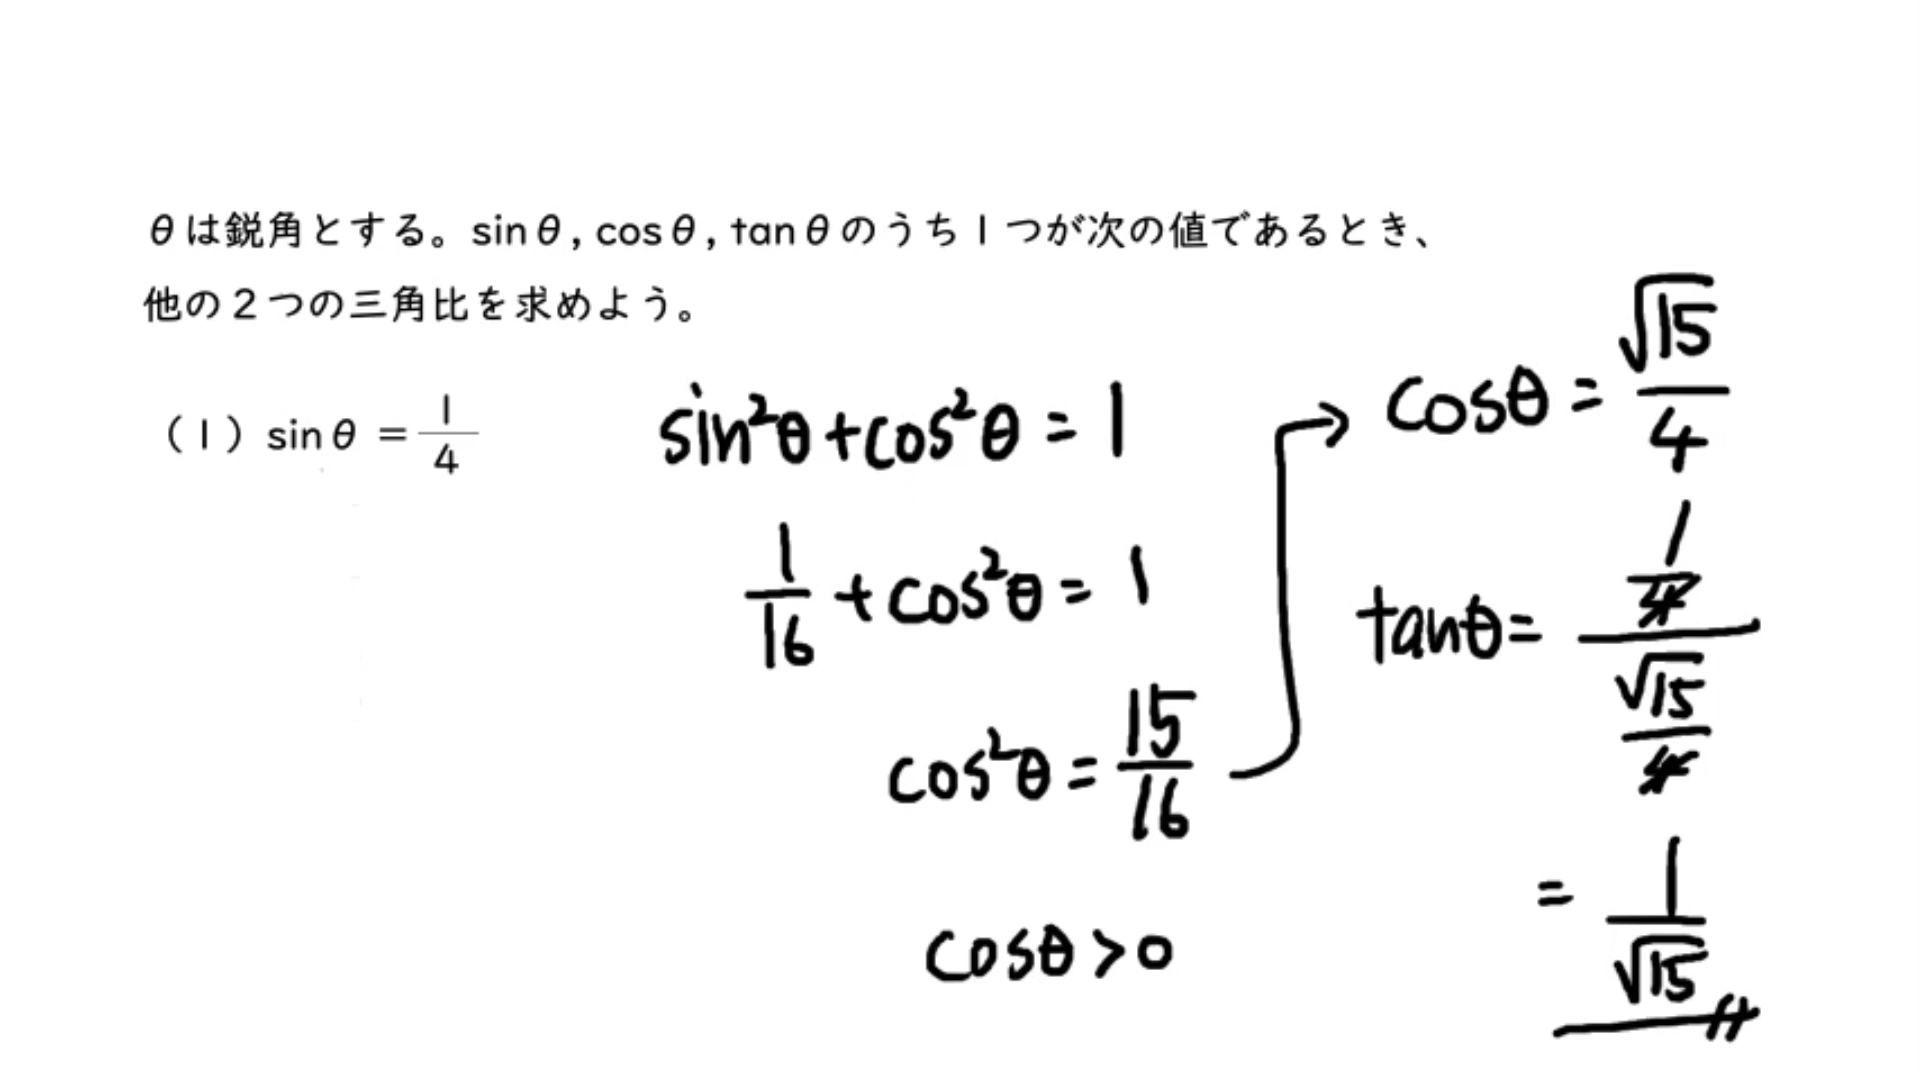 θは鋭角とする。sinθ, cosθ, tanθのうち1つが次の値であるとき、
他の2つの三角比を求めよう。
(1) sinθ = 1/4
sin²θ+cos²θ = 1
1/16 + cos²θ = 1
cos²θ = 15/16
cosθ > 0
→ cosθ = √15/4
tanθ = (1/4)/(√15/4)
= 1/√15